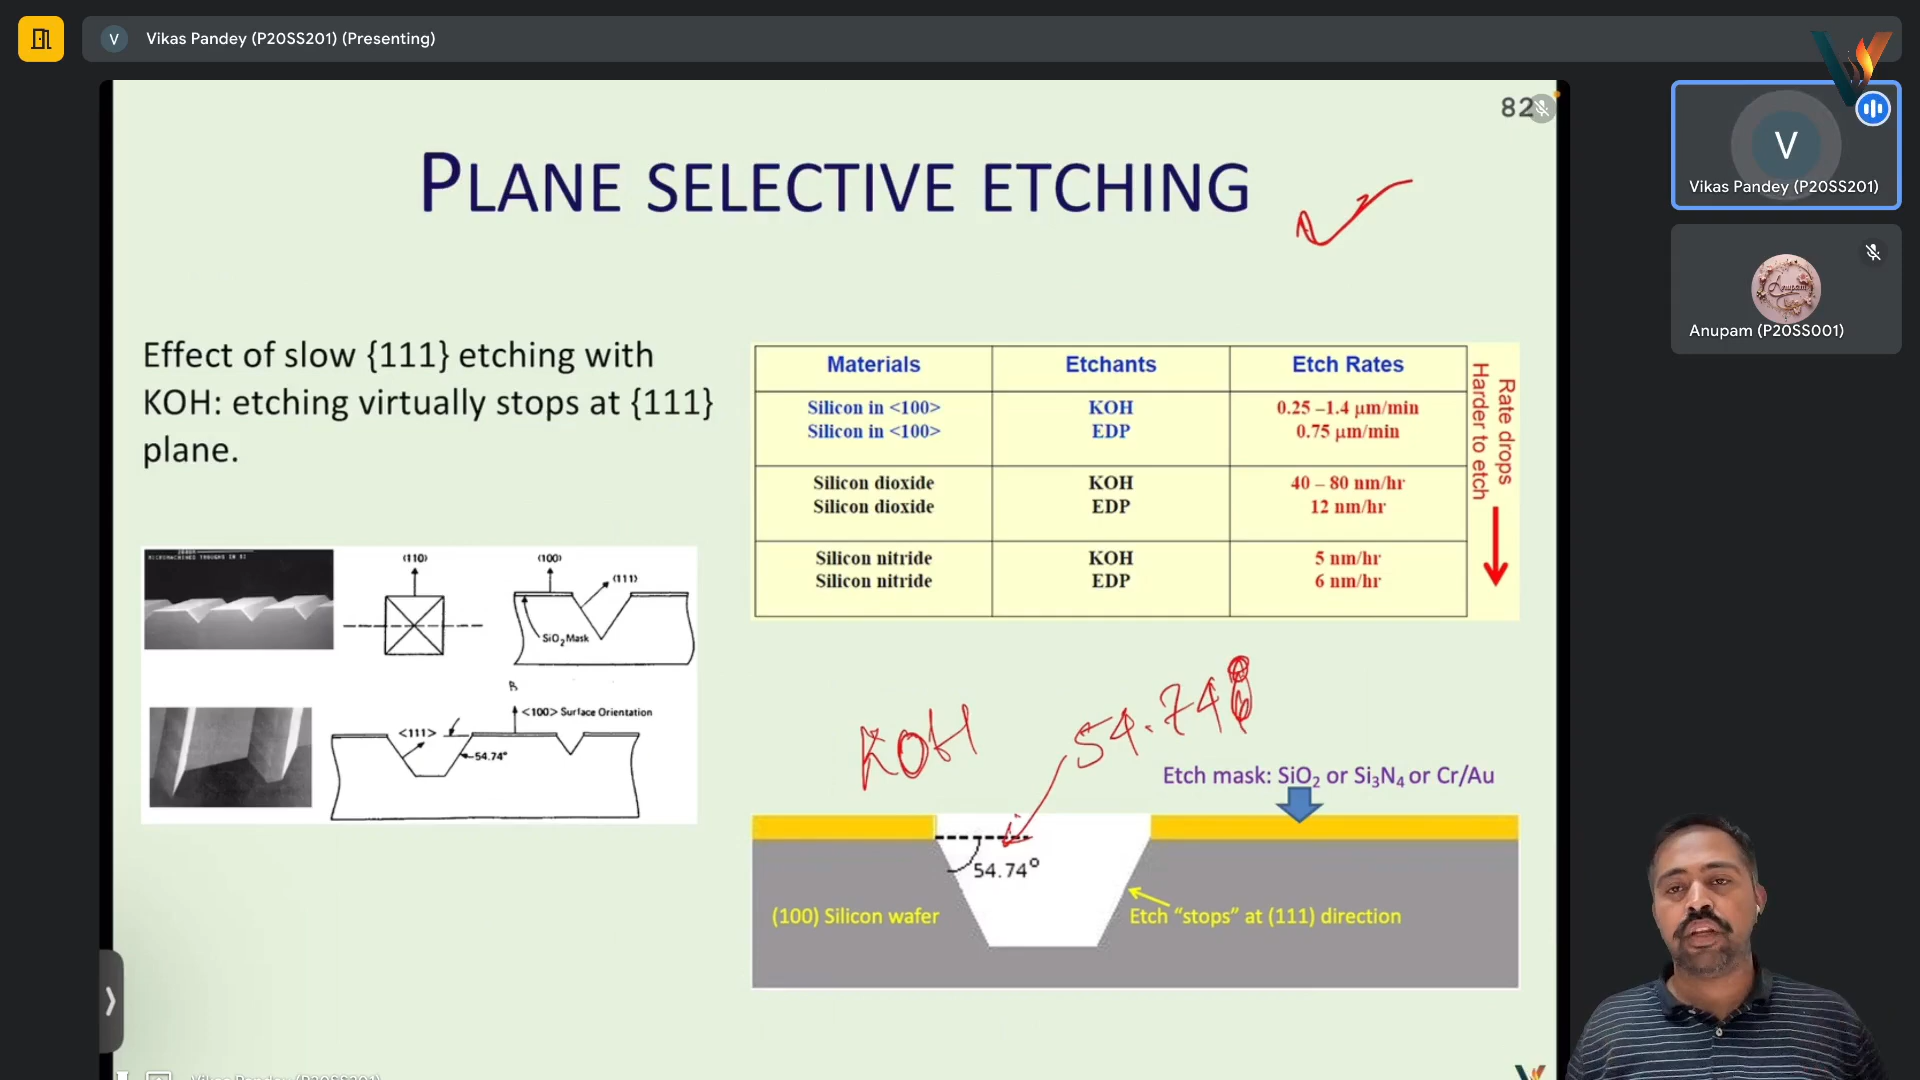 V Vikas Pandey (P20SS201) (Presenting)
82
PLANE SELECTIVE ETCHING
V
Vikas Pandey (P20SS201)
Anupam
Anupam (P20SS001)
Effect of slow {111} etching with
KOH: etching virtually stops at {111}
plane.
Materials Etchants Etch Rates
Silicon in <100> KOH 0.25 –1.4 μm/min
Silicon in <100> EDP 0.75 μm/min
Silicon dioxide KOH 40 – 80 nm/hr
Silicon dioxide EDP 12 nm/hr
Silicon nitride KOH 5 nm/hr
Silicon nitride EDP 6 nm/hr
Rate drops
Harder to etch
(110)
(100)
(111)
SiO2 Mask
B
<100> Surface Orientation
<111>
54.74°
KOH
54.74
Etch mask: SiO2 or Si3N4 or Cr/Au
54.74°
(100) Silicon wafer
Etch “stops” at (111) direction